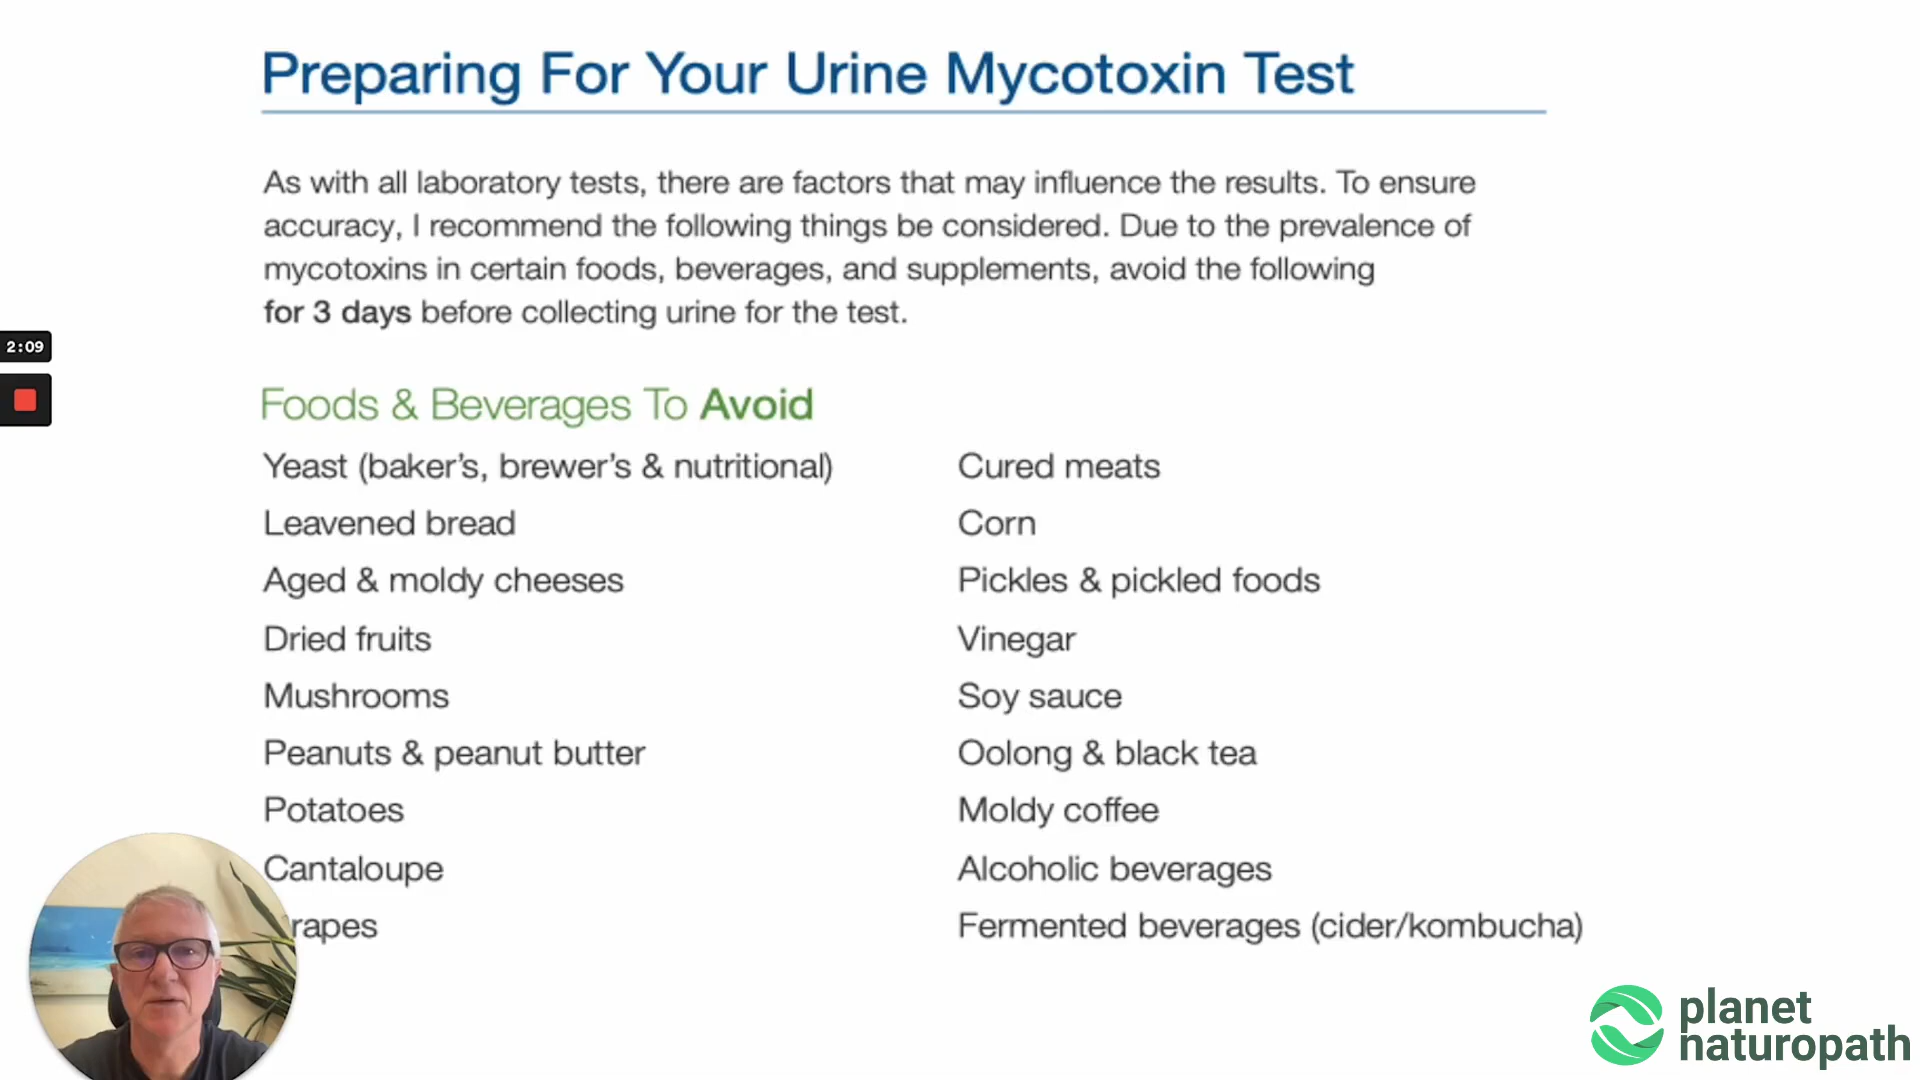 Preparing For Your Urine Mycotoxin Test
As with all laboratory tests, there are factors that may influence the results. To ensure
accuracy, I recommend the following things be considered. Due to the prevalence of
mycotoxins in certain foods, beverages, and supplements, avoid the following
for 3 days before collecting urine for the test.
2:09
Foods & Beverages To Avoid
Yeast (baker's, brewer's & nutritional)
Leavened bread
Aged & moldy cheeses
Dried fruits
Mushrooms
Peanuts & peanut butter
Potatoes
Cantaloupe
rapes
Cured meats
Corn
Pickles & pickled foods
Vinegar
Soy sauce
Oolong & black tea
Moldy coffee
Alcoholic beverages
Fermented beverages (cider/kombucha)
planet
naturopath